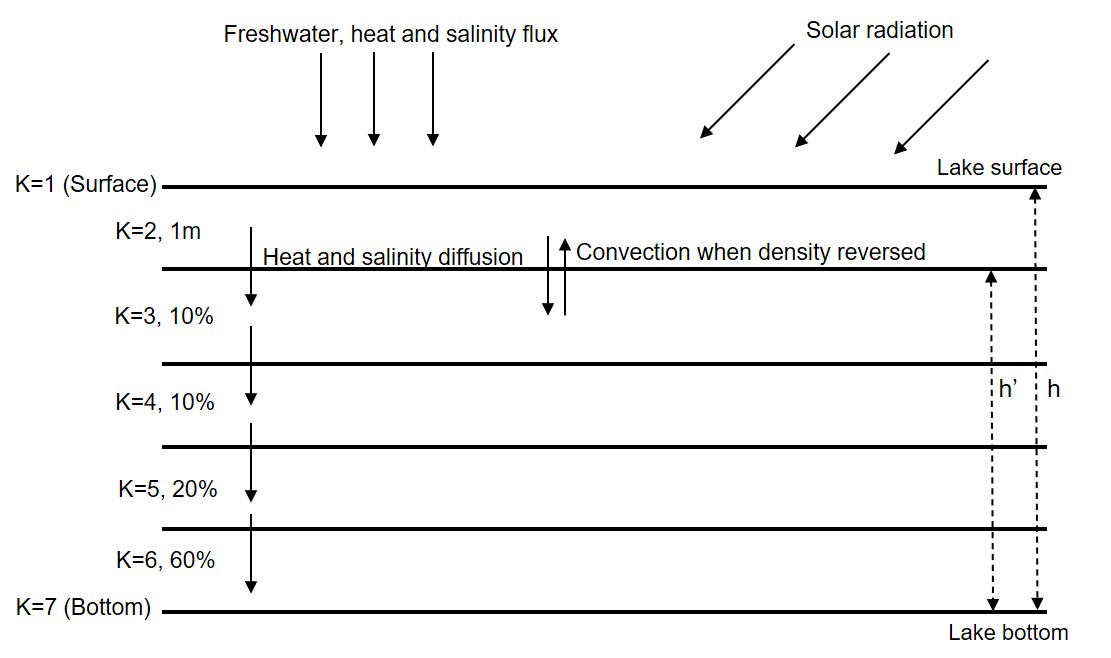 Freshwater, heat and salinity flux
Solar radiation
Lake surface
K=1 (Surface)
K=2, 1m
Heat and salinity diffusion
Convection when density reversed
K=3, 10%
h’
h
K=4, 10%
K=5, 20%
K=6, 60%
K=7 (Bottom)
Lake bottom